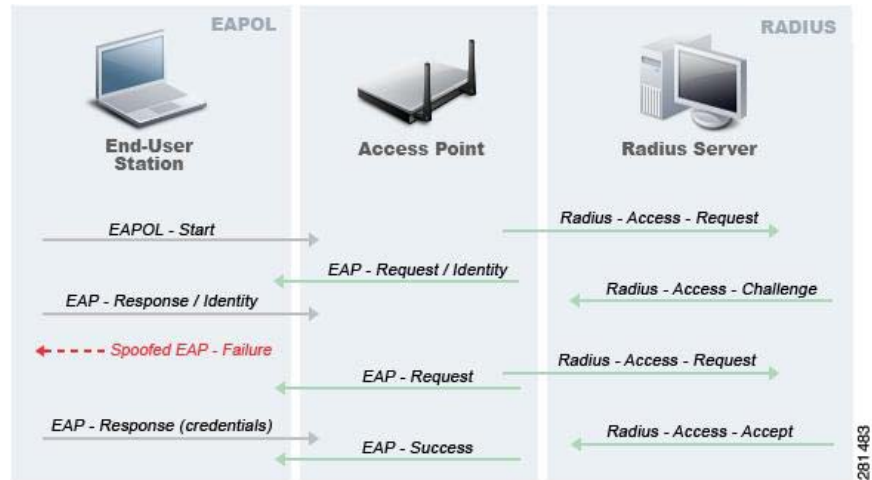 EAPOL
RADIUS
End-User
Station
Access Point
Radius Server
EAPOL - Start
Radius - Access - Request
EAP - Request / Identity
EAP - Response / Identity
Radius - Access - Challenge
Spoofed EAP - Failure
Radius - Access - Request
EAP - Request
EAP - Response (credentials)
Radius - Access - Accept
EAP - Success
281483